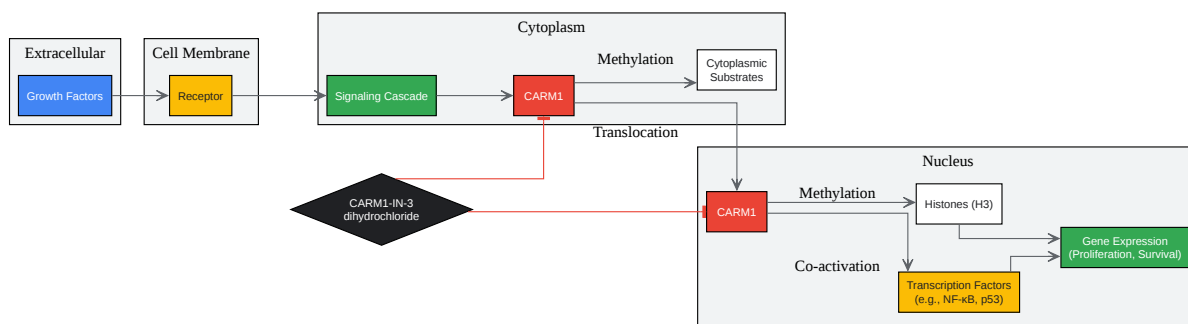 Extracellular
Growth Factors
Cell Membrane
Receptor
Cytoplasm
Signaling Cascade
CARM1
Methylation
Cytoplasmic
Substrates
Translocation
CARM1-IN-3
dihydrochloride
Nucleus
CARM1
Methylation
Histones (H3)
Co-activation
Transcription Factors
(e.g., NF-κB, p53)
Gene Expression
(Proliferation, Survival)